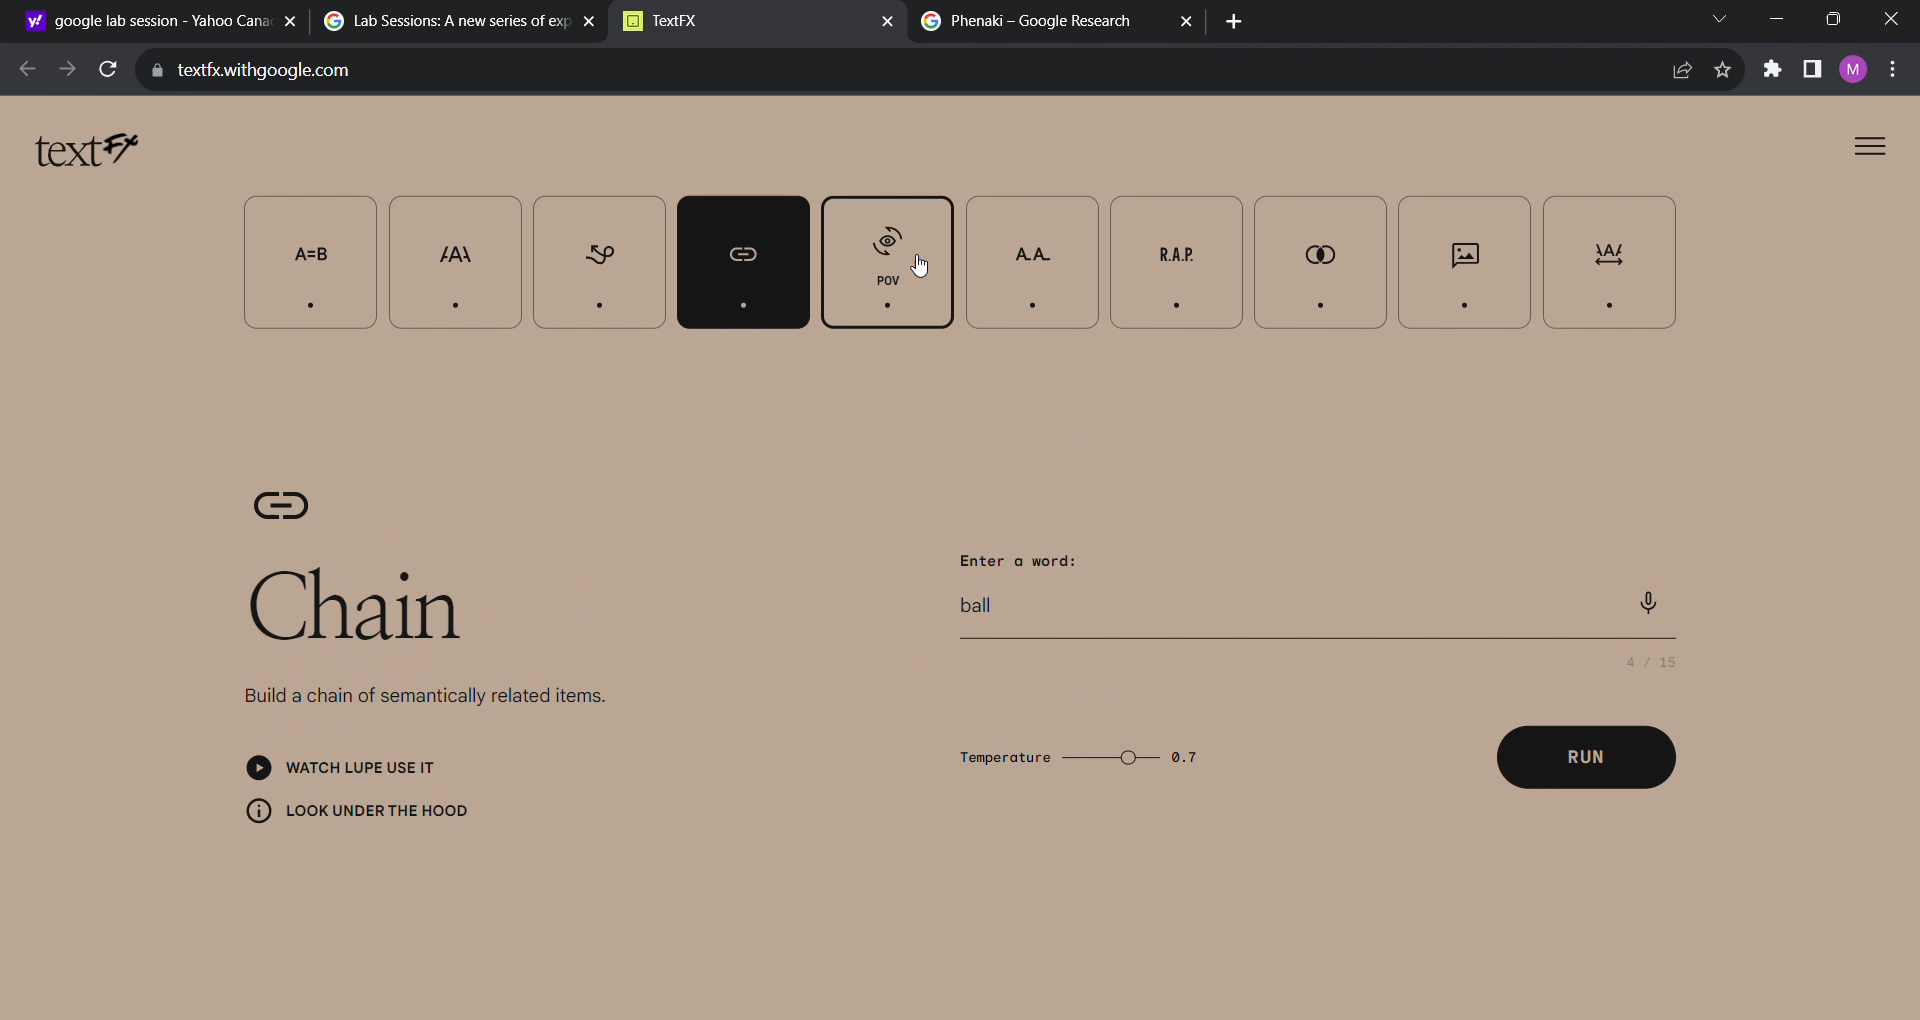 google lab session - Yahoo Cana
Lab Sessions: A new series of exp
TextFX
Phenaki – Google Research
textfx.withgoogle.com
M
textFX
A=B
/AA\
POV
A.A.
R.A.P.
Chain
Build a chain of semantically related items.
WATCH LUPE USE IT
LOOK UNDER THE HOOD
Enter a word:
ball
4 / 15
Temperature 0.7
RUN